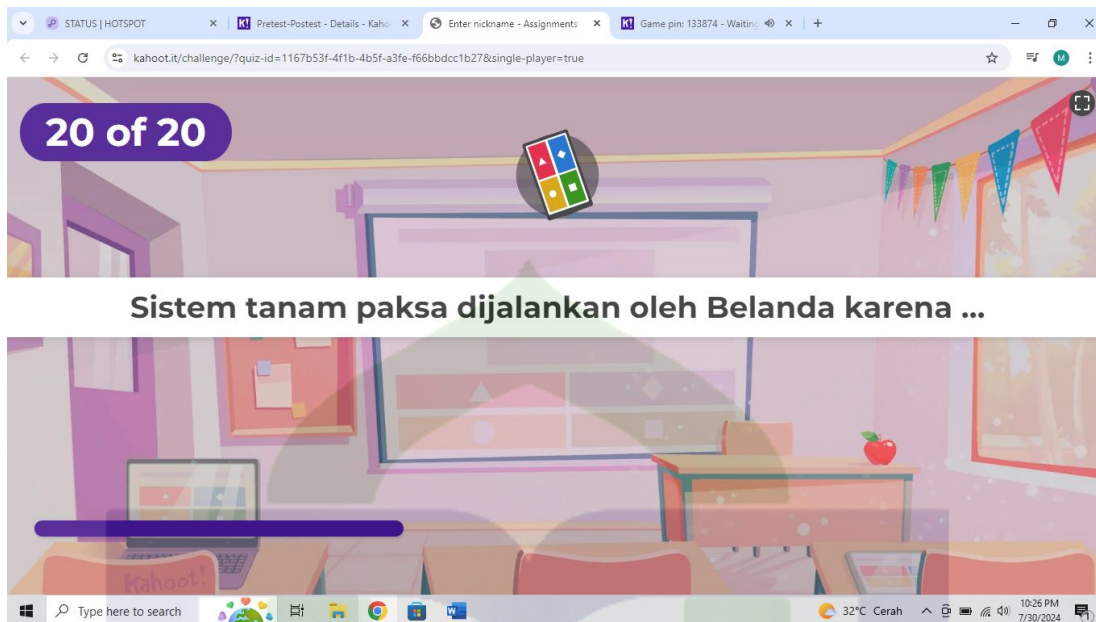 STATUS | HOTSPOT
Pretest-Postest - Details - Kaho
Enter nickname - Assignments
Game pin: 133874 - Waiting
kahoot.it/challenge/?quiz-id=1167b53f-4f1b-4b5f-a3fe-f66bbdcc1b27&single-player=true
M
20 of 20
Sistem tanam paksa dijalankan oleh Belanda karena ...
Kahoot!
Type here to search
32°C Cerah
10:26 PM
7/30/2024